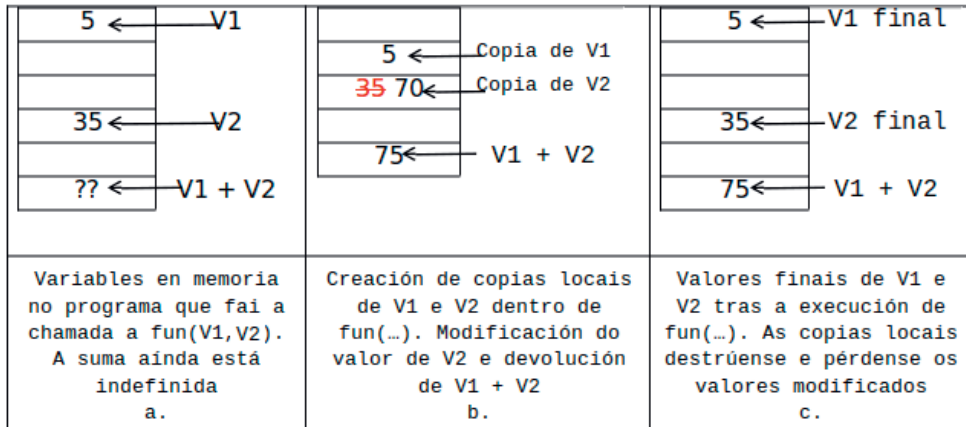 5 V1
35 V2
?? V1 + V2
5 Copia de V1
35 70 Copia de V2
75 V1 + V2
5 V1 final
35 V2 final
75 V1 + V2
Variables en memoria
no programa que fai a
chamada a fun(V1,V2).
A suma aínda está
indefinida
a.
Creación de copias locais
de V1 e V2 dentro de
fun(…). Modificación do
valor de V2 e devolución
de V1 + V2
b.
Valores finais de V1 e
V2 tras a execución de
fun(…). As copias locais
destrúense e pérdense os
valores modificados
c.